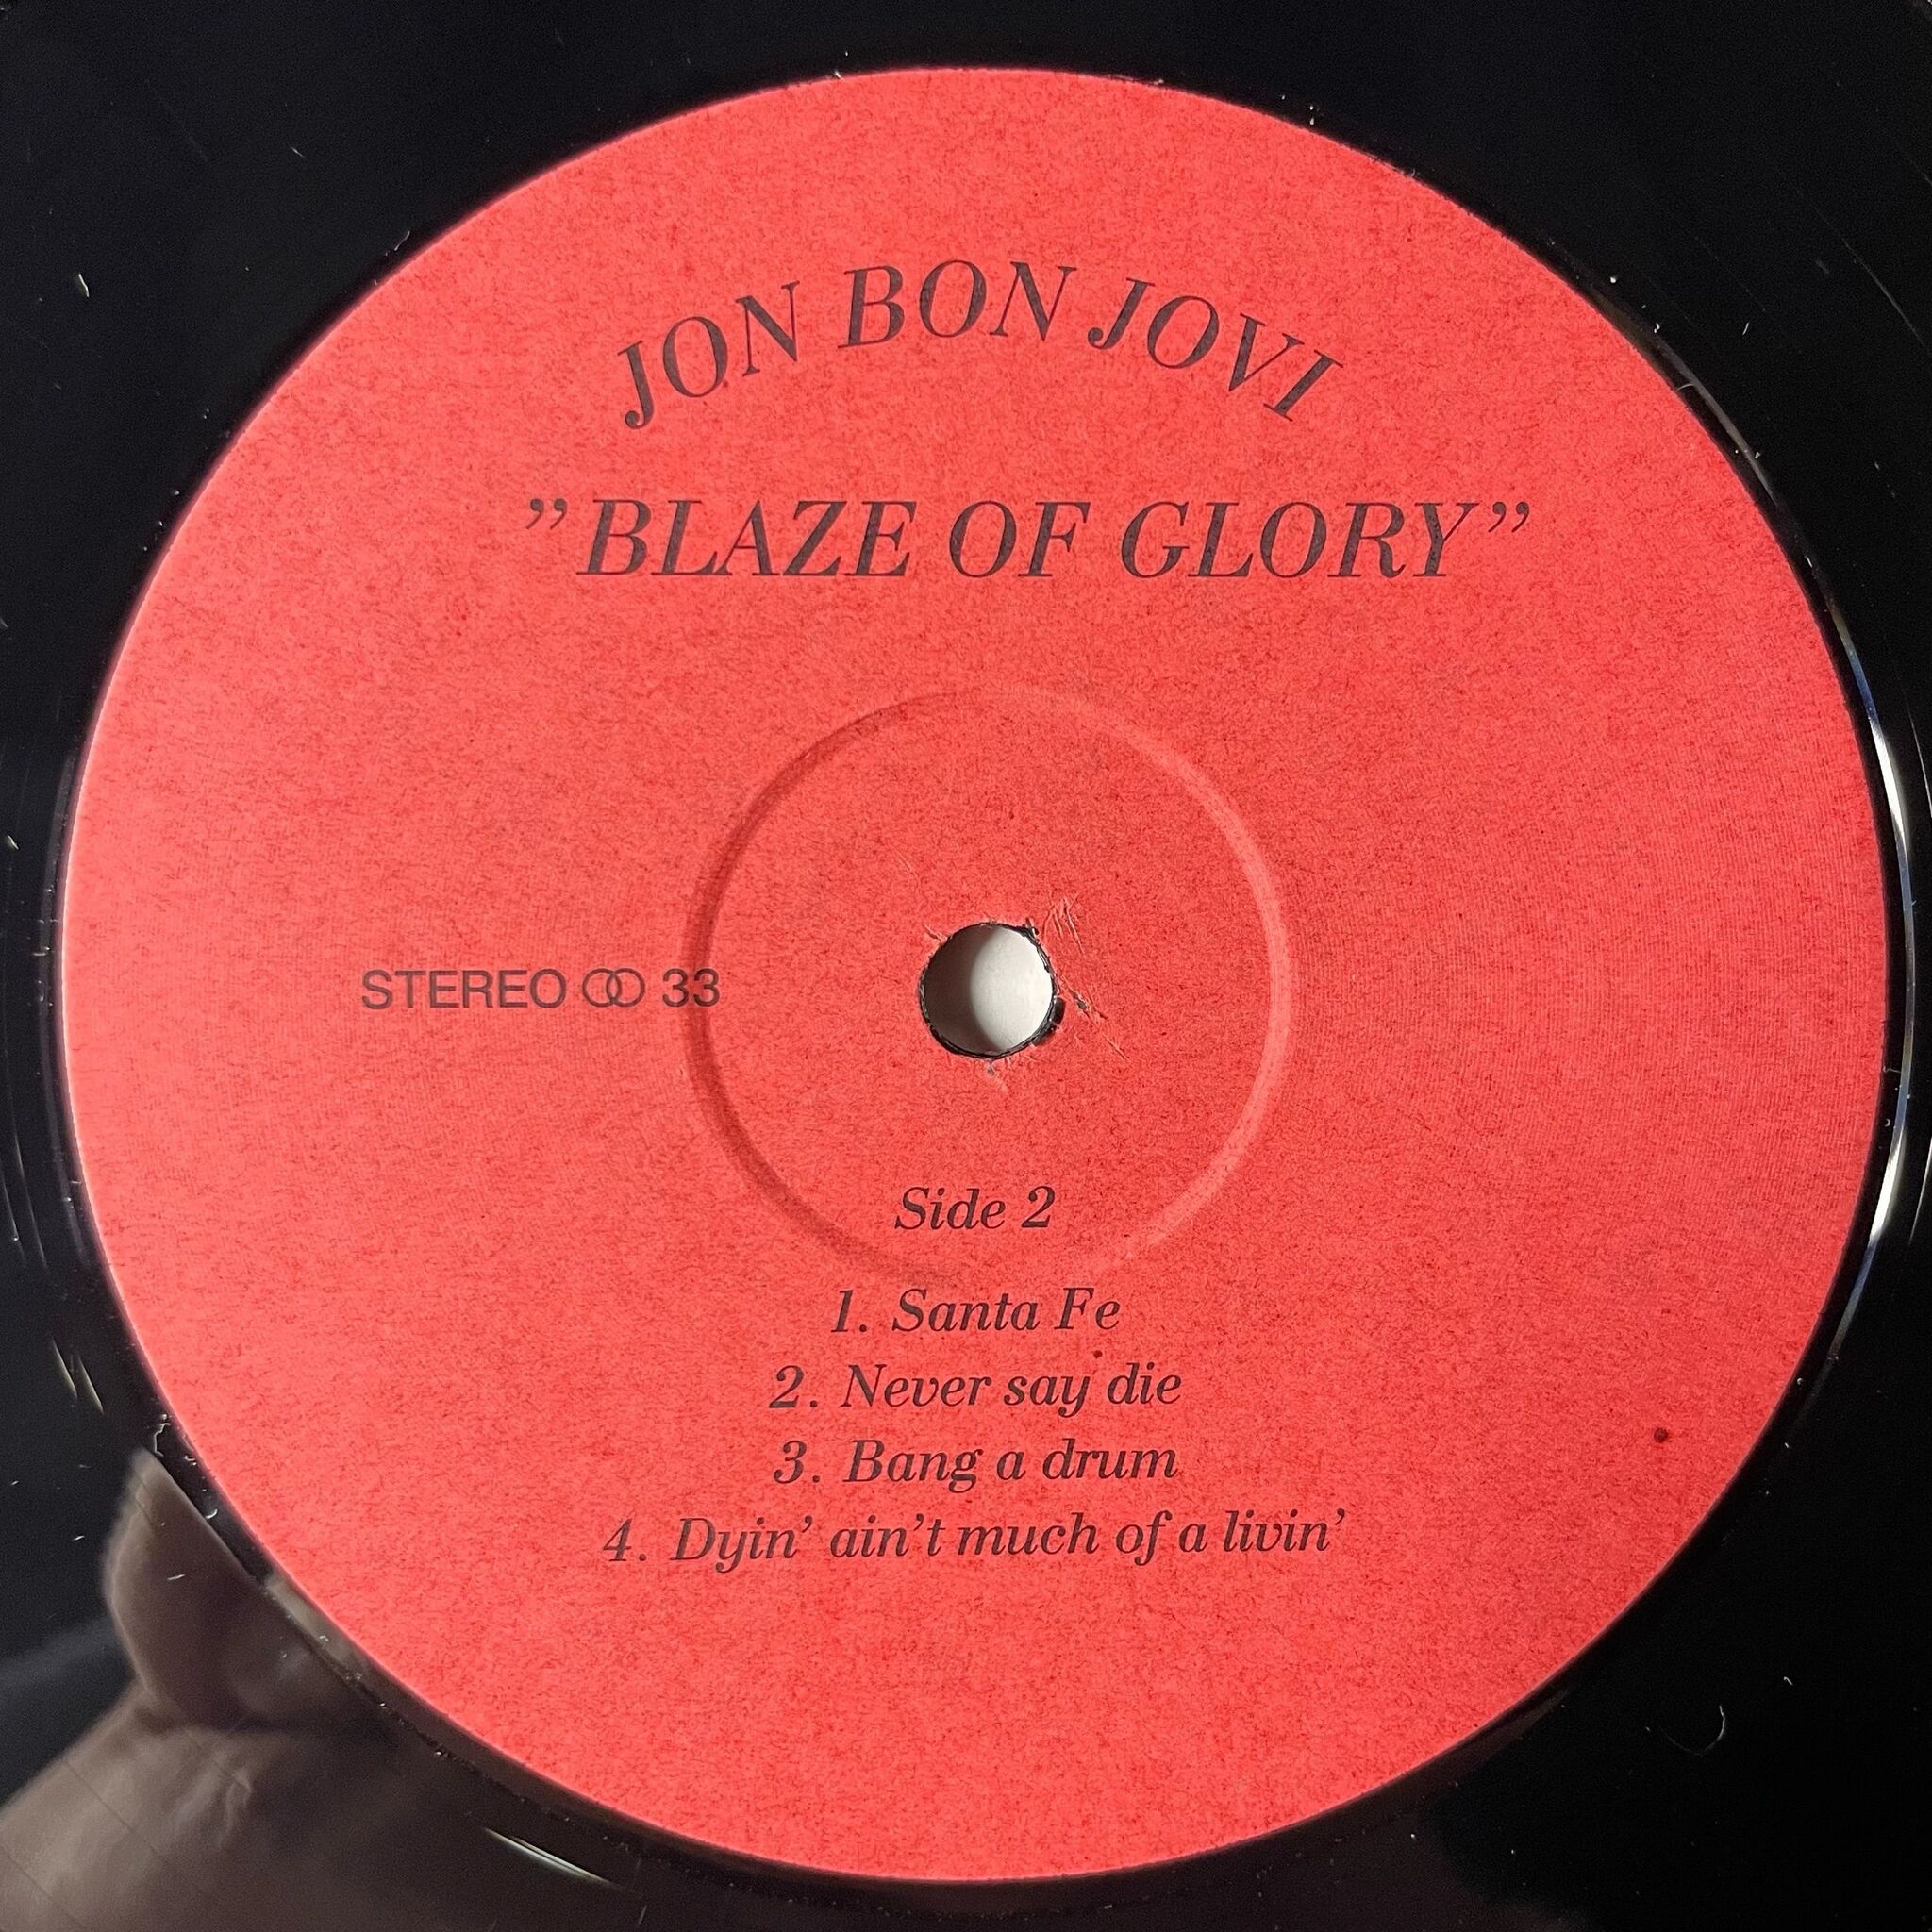 JON BON JOVI
”BLAZE OF GLORY”
STEREO ꝏ 33
Side 2
1. Santa Fe
2. Never say die
3. Bang a drum
4. Dyin’ ain’t much of a livin’